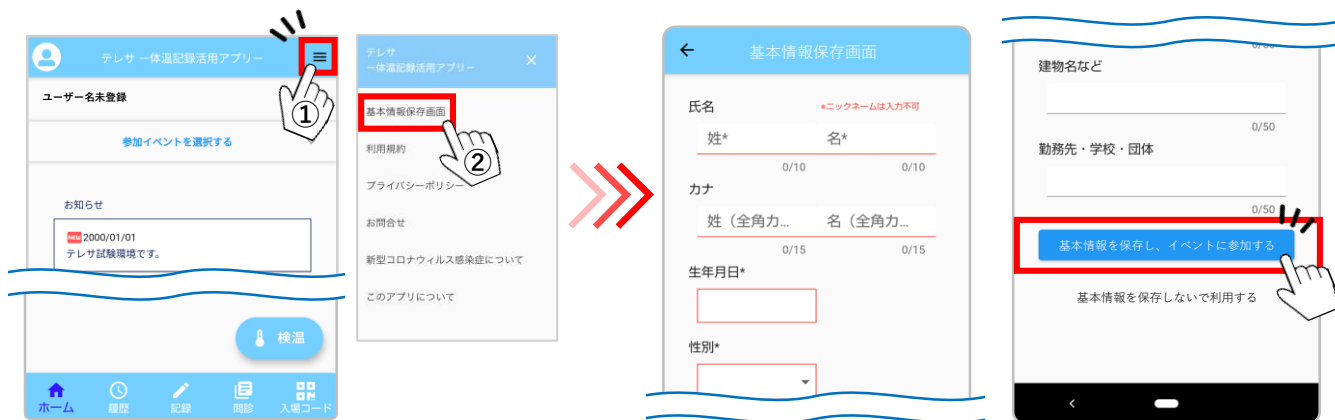 テレサ ー体温記録活用アプリー
ユーザー名未登録
参加イベントを選択する
お知らせ
NEW 2000/01/01
テレサ試験環境です。
検温
ホーム
履歴
記録
問診
入場コード
①
テレサ
ー体温記録活用アプリー
×
基本情報保存画面
利用規約
プライバシーポリシー
お問合せ
新型コロナウィルス感染症について
このアプリについて
②
基本情報保存画面
氏名 *ニックネームは入力不可
姓* 名*
0/10 0/10
カナ
姓（全角カ... 名（全角カ...
0/15 0/15
生年月日*
性別*
建物名など
0/50
勤務先・学校・団体
0/50
基本情報を保存し、イベントに参加する
基本情報を保存しないで利用する